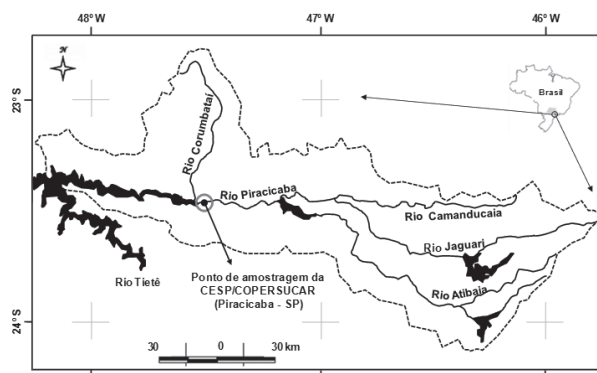 48 °W
47 °W
46 °W
N
23°S
Brasil
Rio Corumbataí
Rio Piracicaba
Rio Camanducaia
Rio Jaguari
Rio Tietê
Ponto de amostragem da
CESP/COPERSUCAR
(Piracicaba - SP)
Rio Atibaia
24°S
30 0 30 km